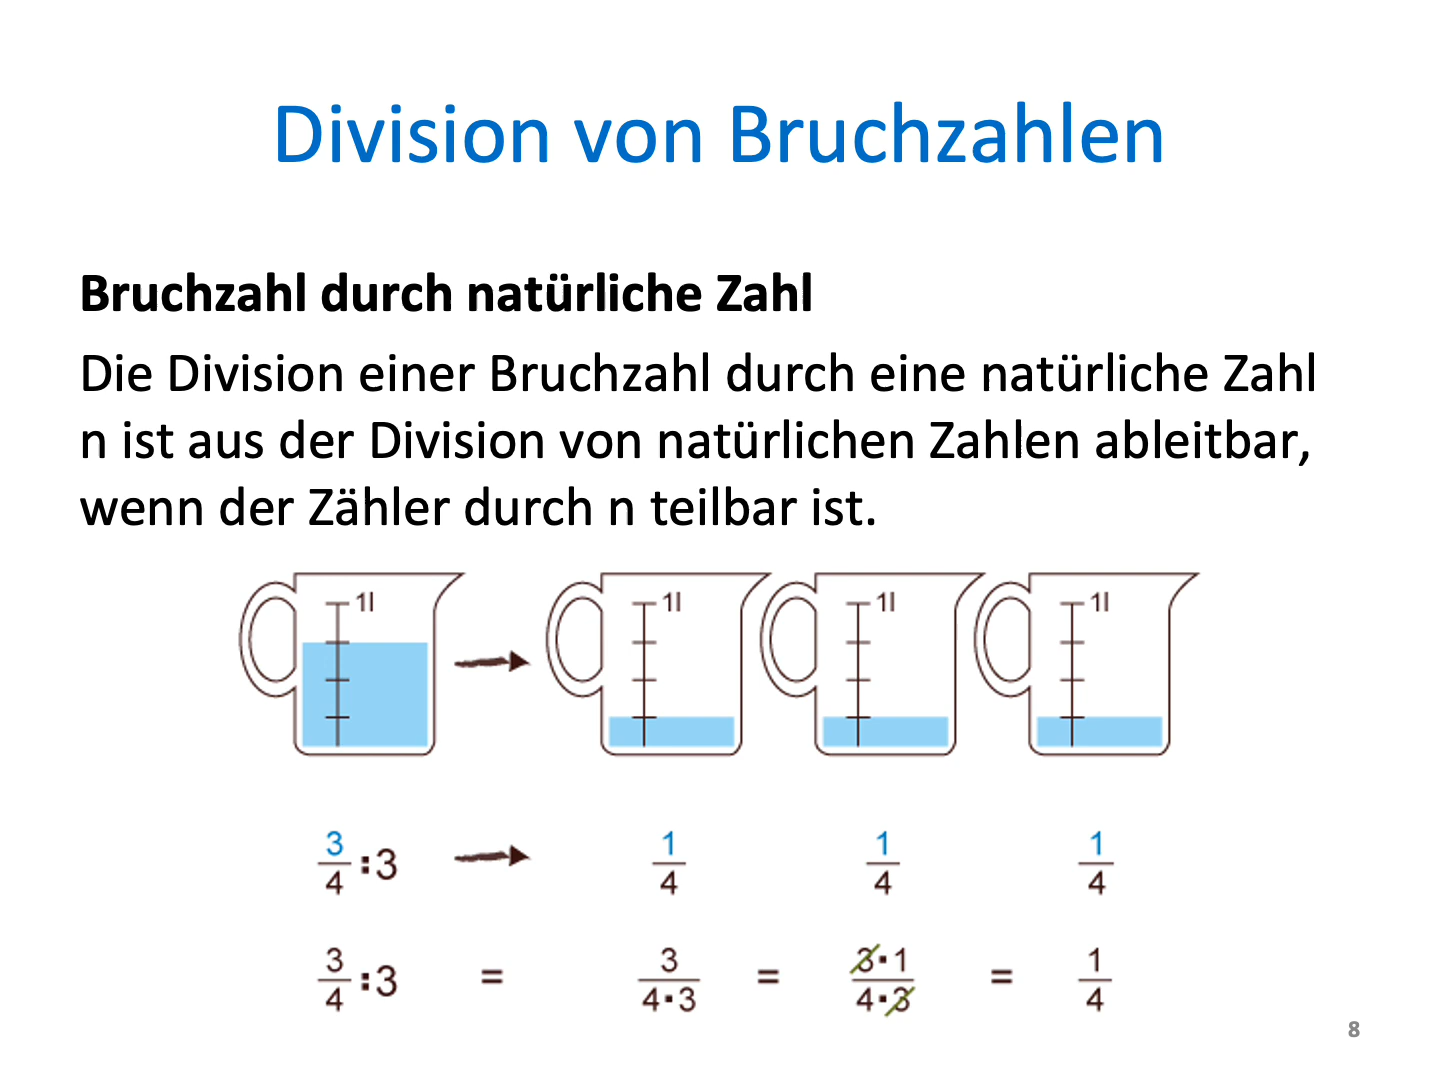 Division von Bruchzahlen
Bruchzahl durch natürliche Zahl
Die Division einer Bruchzahl durch eine natürliche Zahl
n ist aus der Division von natürlichen Zahlen ableitbar,
wenn der Zähler durch n teilbar ist.
1l 1l 1l 1l
3/4 : 3 → 1/4 1/4 1/4
3/4 : 3 = 3/(4·3) = (3·1)/(4·3) = 1/4
8